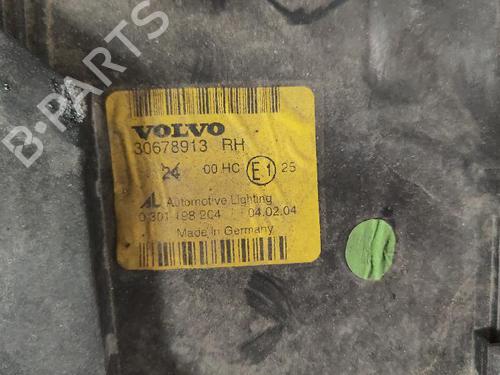 B-PARTS
VOLVO
30678913 RH
24 00 HC E1 25
AL Automotive Lighting
0 301 198 204 04.02.04
Made in Germany